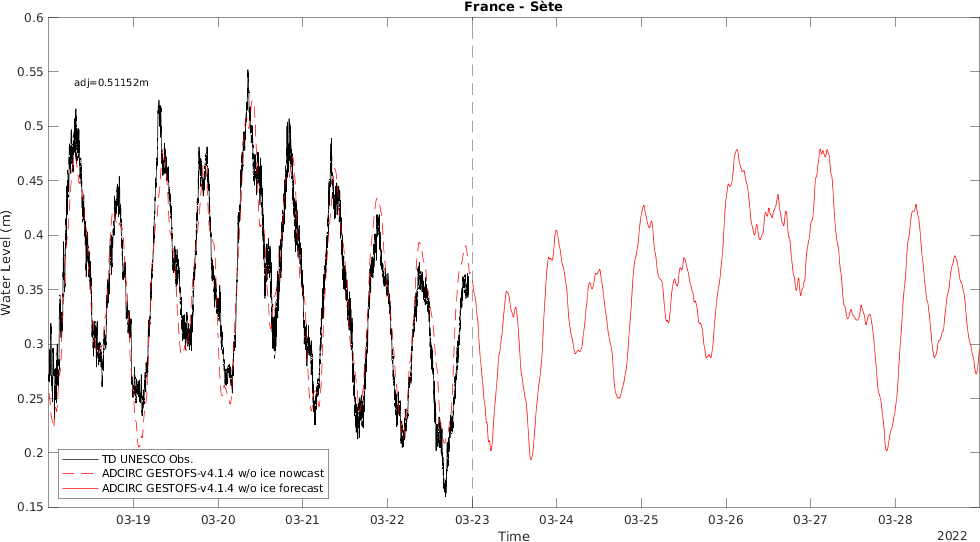 France - Sète
0.6
0.55
0.5
0.45
0.4
0.35
0.3
0.25
0.2
0.15
Water Level (m)
adj=0.51152m
TD UNESCO Obs.
ADCIRC GESTOFS-v4.1.4 w/o ice nowcast
ADCIRC GESTOFS-v4.1.4 w/o ice forecast
03-19 03-20 03-21 03-22 03-23 03-24 03-25 03-26 03-27 03-28
Time
2022